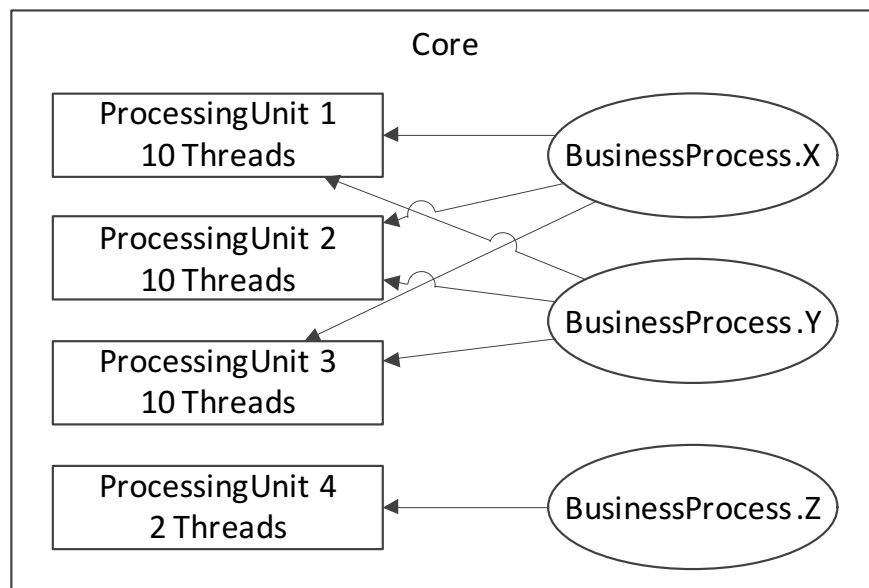 Core
ProcessingUnit 1
10 Threads
BusinessProcess.X
ProcessingUnit 2
10 Threads
BusinessProcess.Y
ProcessingUnit 3
10 Threads
ProcessingUnit 4
2 Threads
BusinessProcess.Z